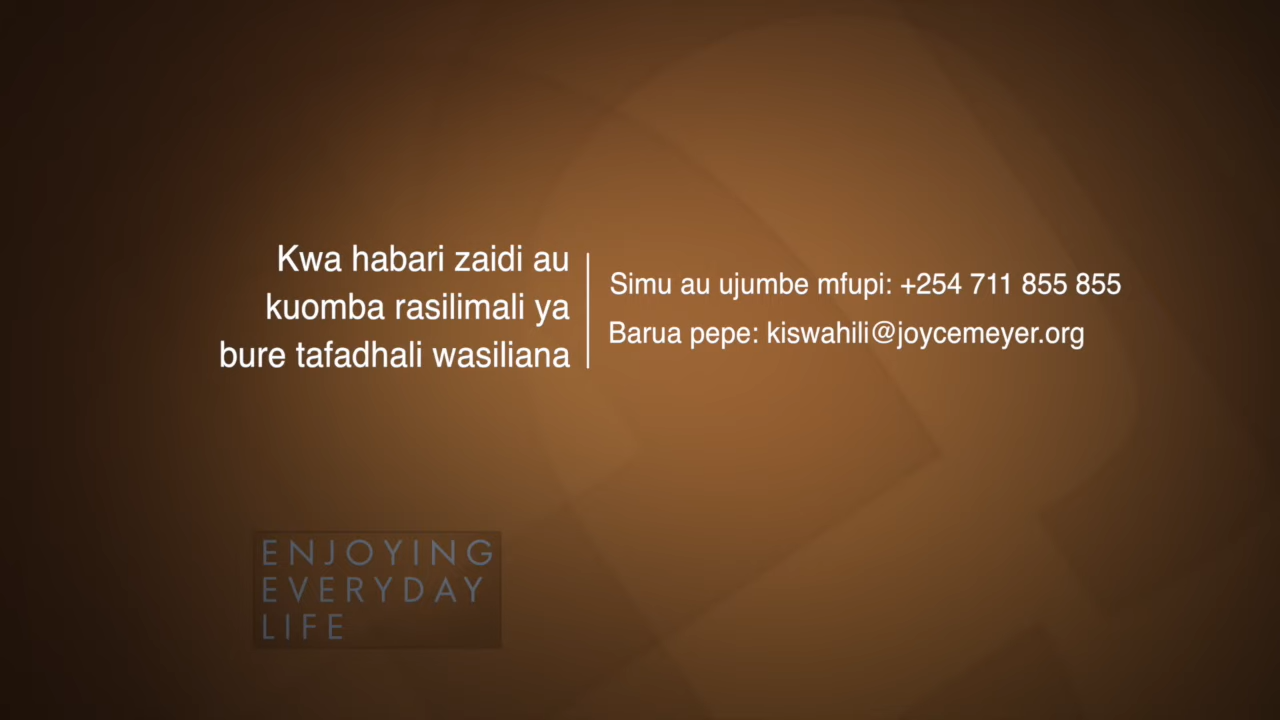 Kwa habari zaidi au
kuomba rasilimali ya
bure tafadhali wasiliana
Simu au ujumbe mfupi: +254 711 855 855
Barua pepe: kiswahili@joycemeyer.org
ENJOYING
EVERYDAY
LIFE